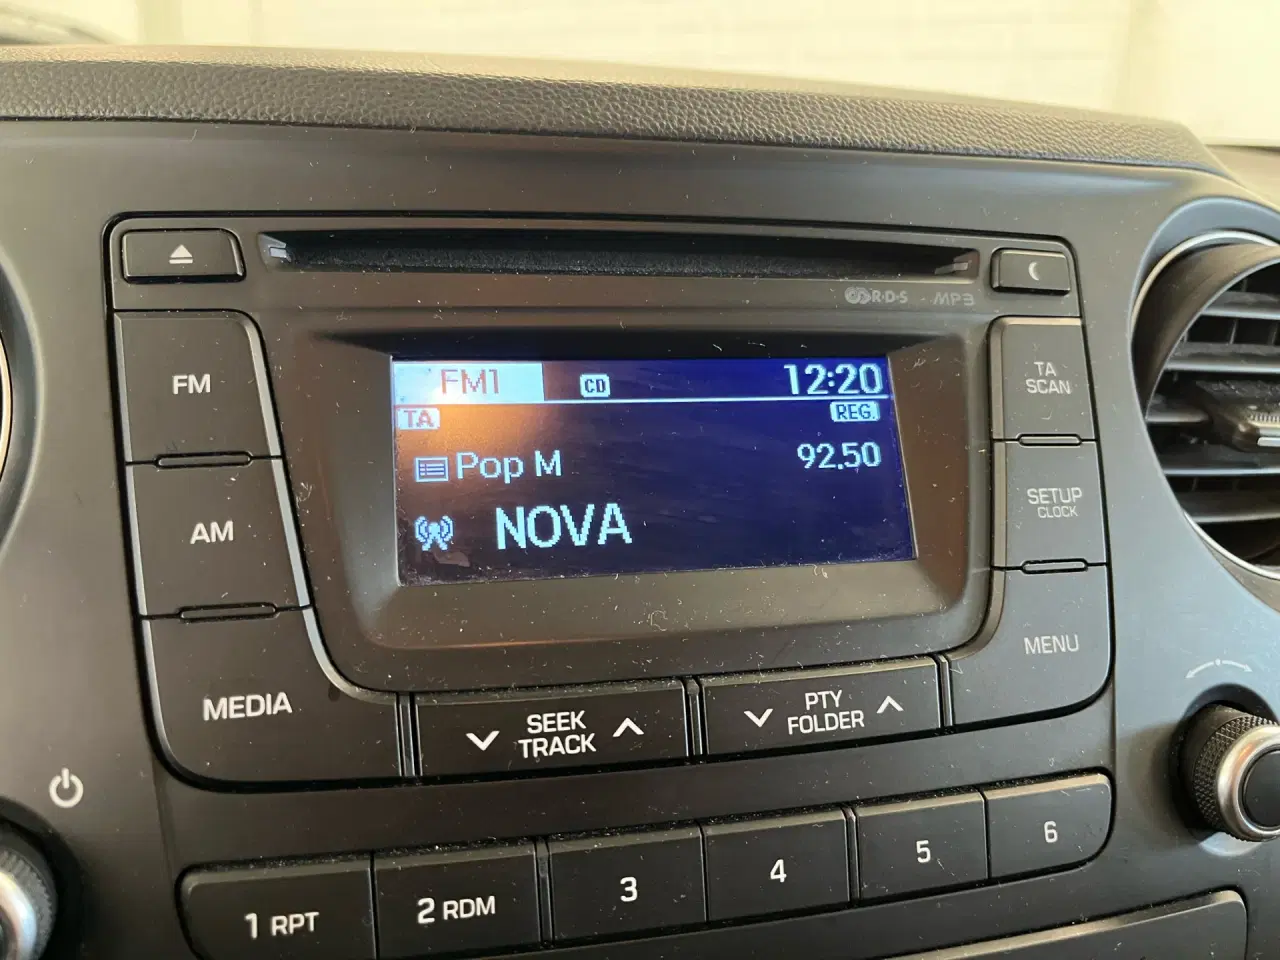 R·D·S · MP3
FM
FM1 CD 12:20
TA REG.
Pop M 92.50
NOVA
TA
SCAN
AM
SETUP
CLOCK
MEDIA
SEEK
TRACK
PTY
FOLDER
MENU
1 RPT
2 RDM
3
4
5
6